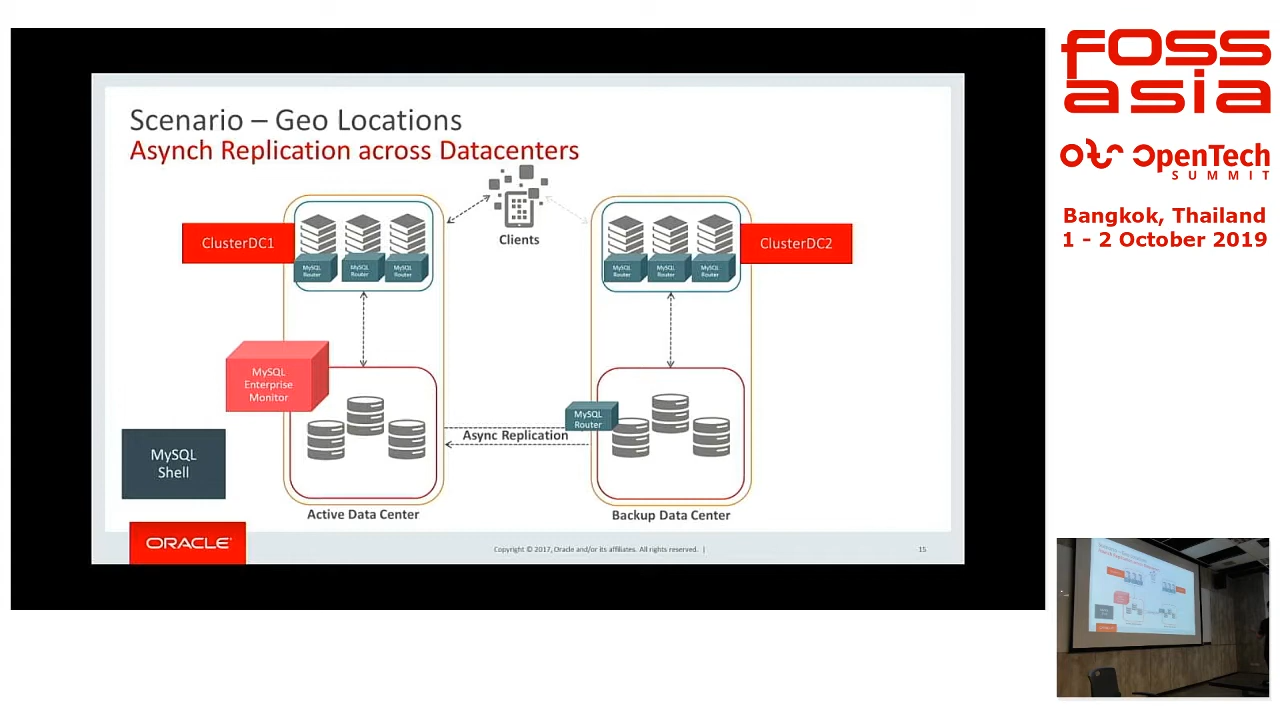 Scenario – Geo Locations
Asynch Replication across Datacenters
Clients
ClusterDC1
MySQL
Router
MySQL
Router
MySQL
Router
MySQL
Router
MySQL
Router
MySQL
Router
ClusterDC2
MySQL
Enterprise
Monitor
MySQL
Router
Async Replication
MySQL
Shell
Active Data Center
Backup Data Center
ORACLE
Copyright © 2017, Oracle and/or its affiliates. All rights reserved. |
15
FOSS
asia
OpenTech
SUMMIT
Bangkok, Thailand
1 - 2 October 2019